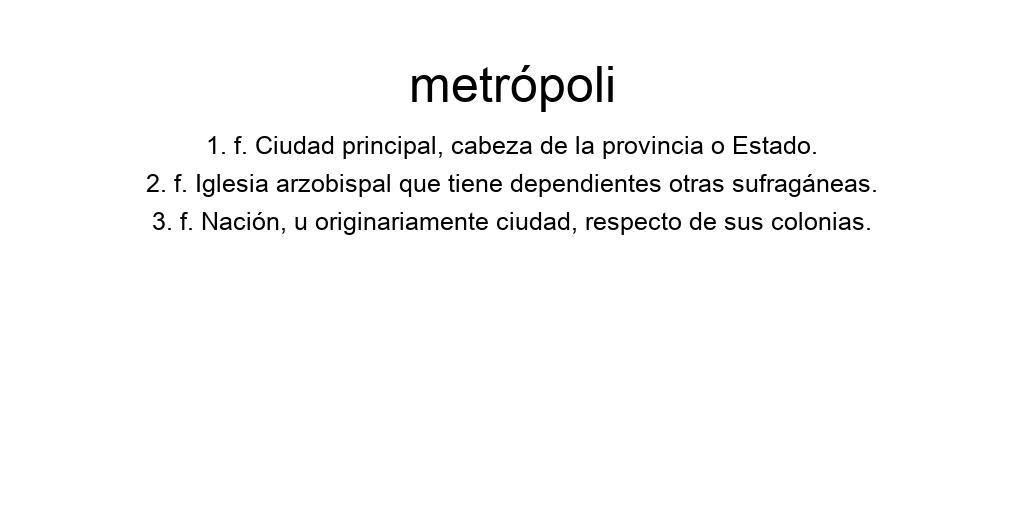 metrópoli
1. f. Ciudad principal, cabeza de la provincia o Estado.
2. f. Iglesia arzobispal que tiene dependientes otras sufragáneas.
3. f. Nación, u originariamente ciudad, respecto de sus colonias.